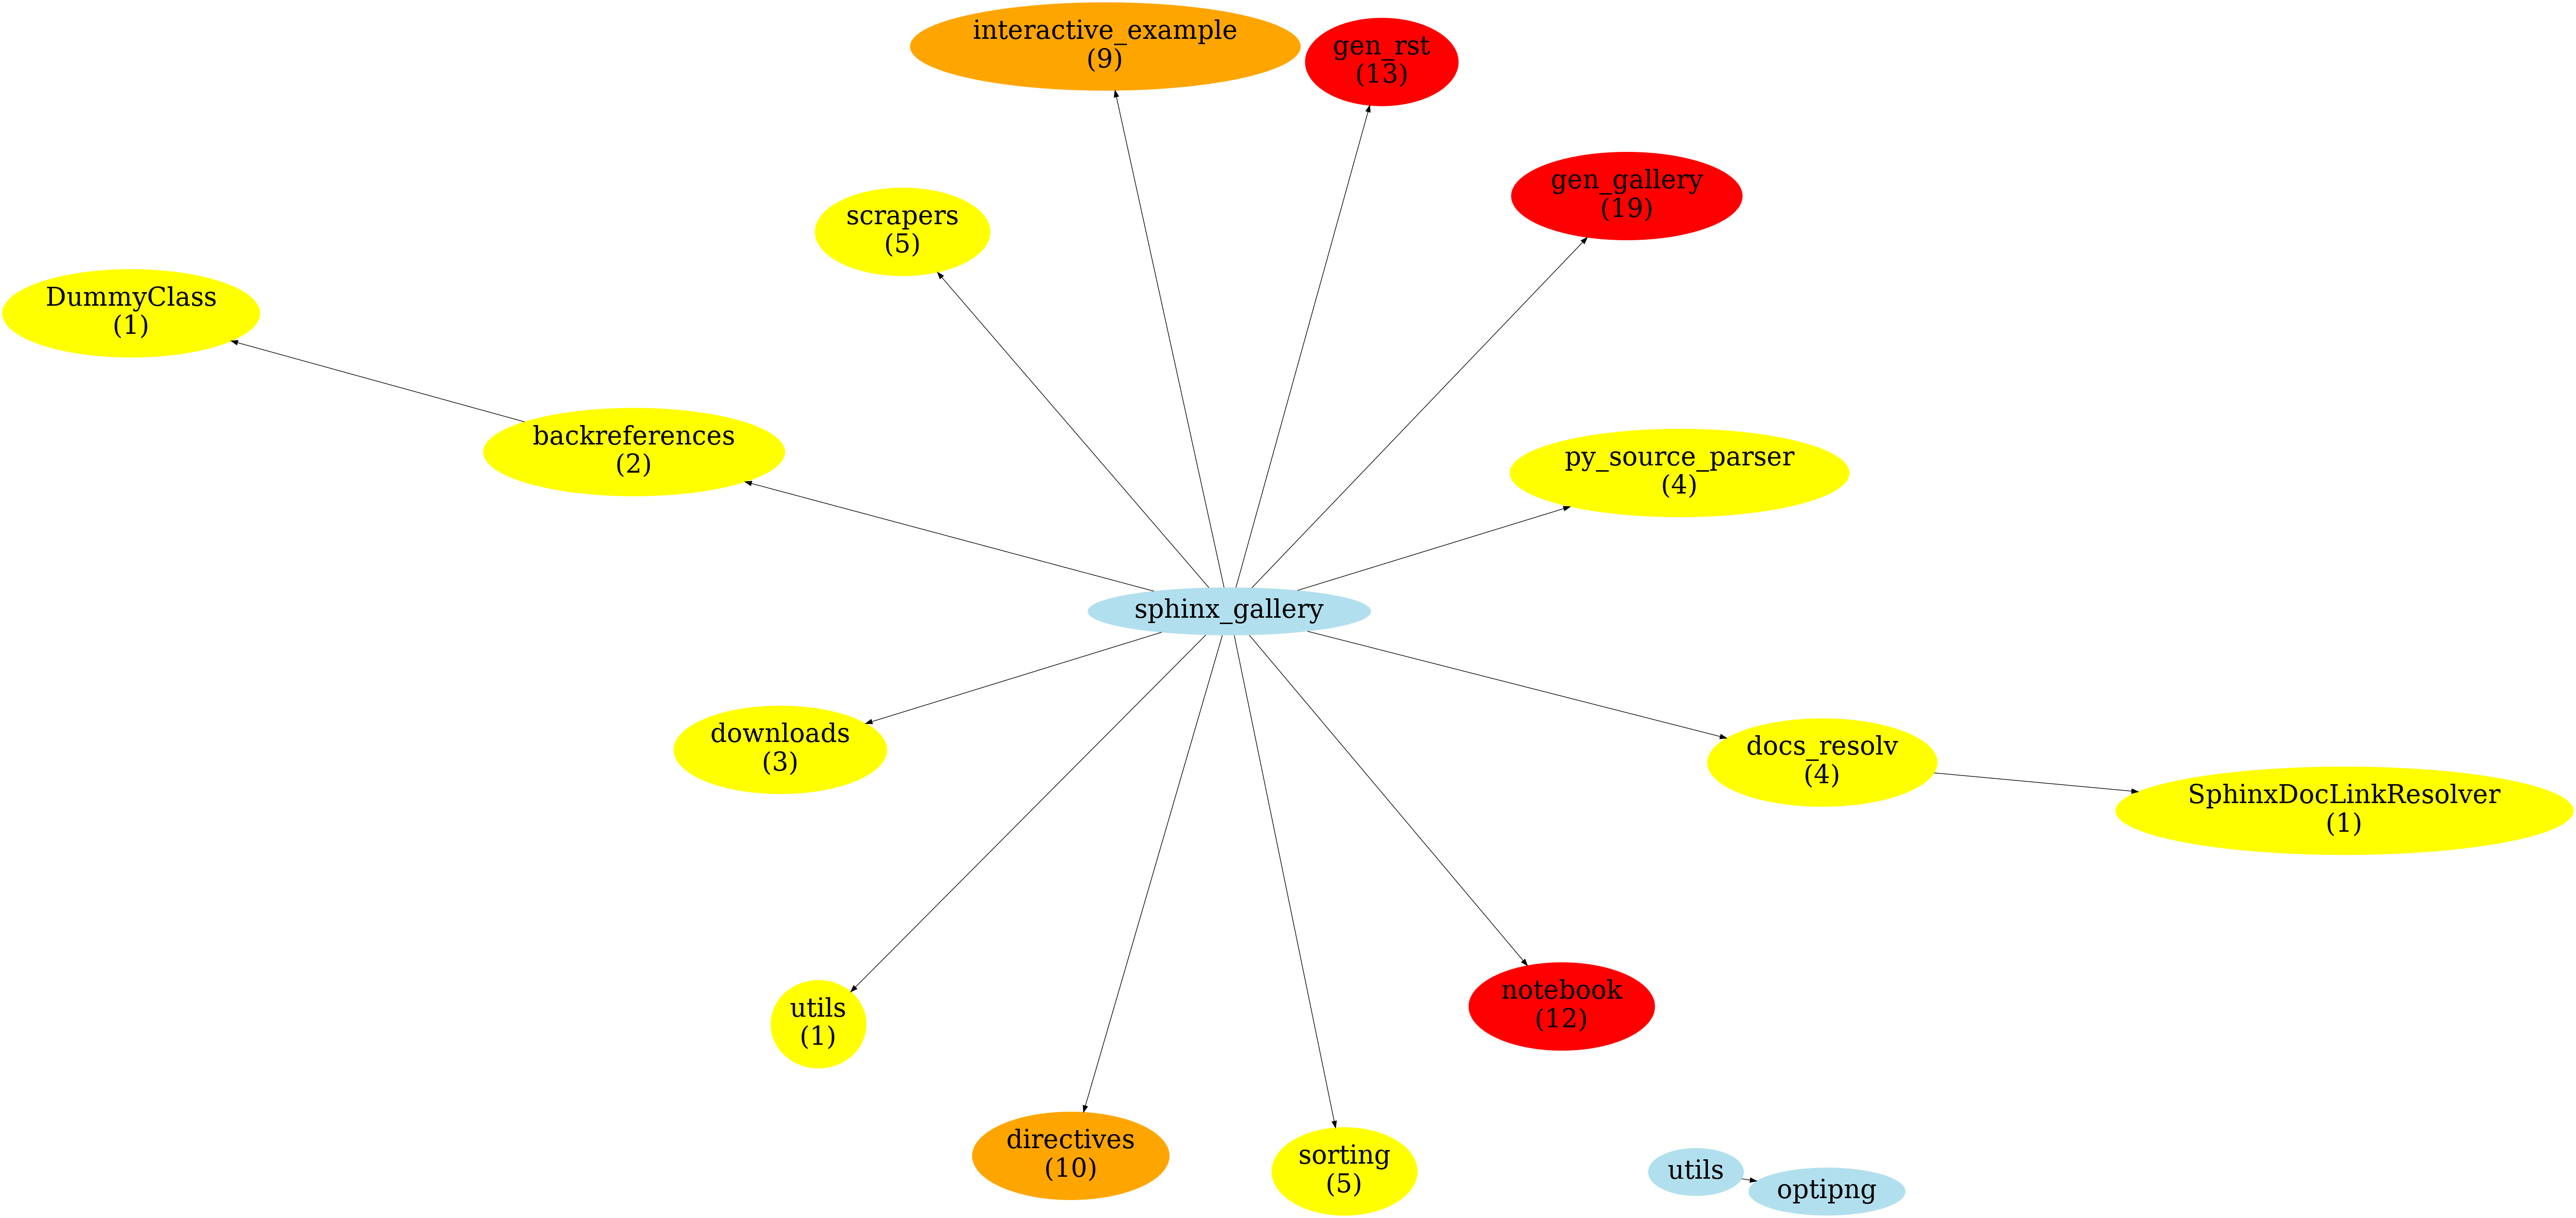 interactive_example
(9)
gen_rst
(13)
gen_gallery
(19)
scrapers
(5)
DummyClass
(1)
backreferences
(2)
py_source_parser
(4)
sphinx_gallery
downloads
(3)
docs_resolv
(4)
SphinxDocLinkResolver
(1)
utils
(1)
notebook
(12)
directives
(10)
sorting
(5)
utils
optipng